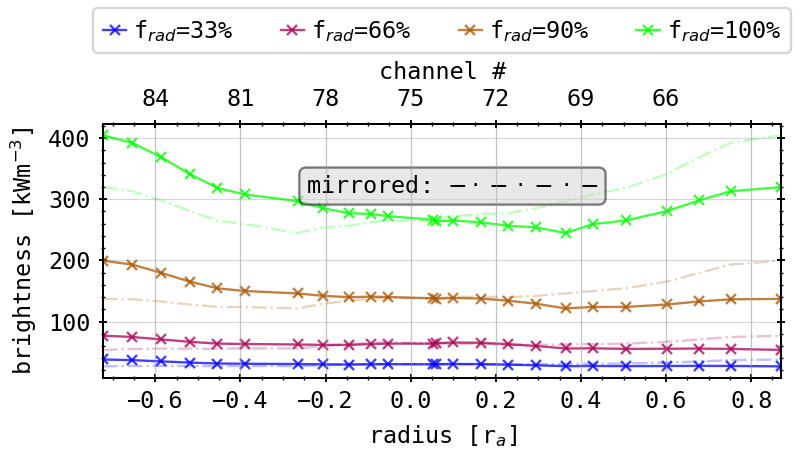 f_rad=33% f_rad=66% f_rad=90% f_rad=100%
channel #
84 81 78 75 72 69 66
mirrored:
400
300
200
100
brightness [kWm⁻³]
−0.6 −0.4 −0.2 0.0 0.2 0.4 0.6 0.8
radius [r_a]